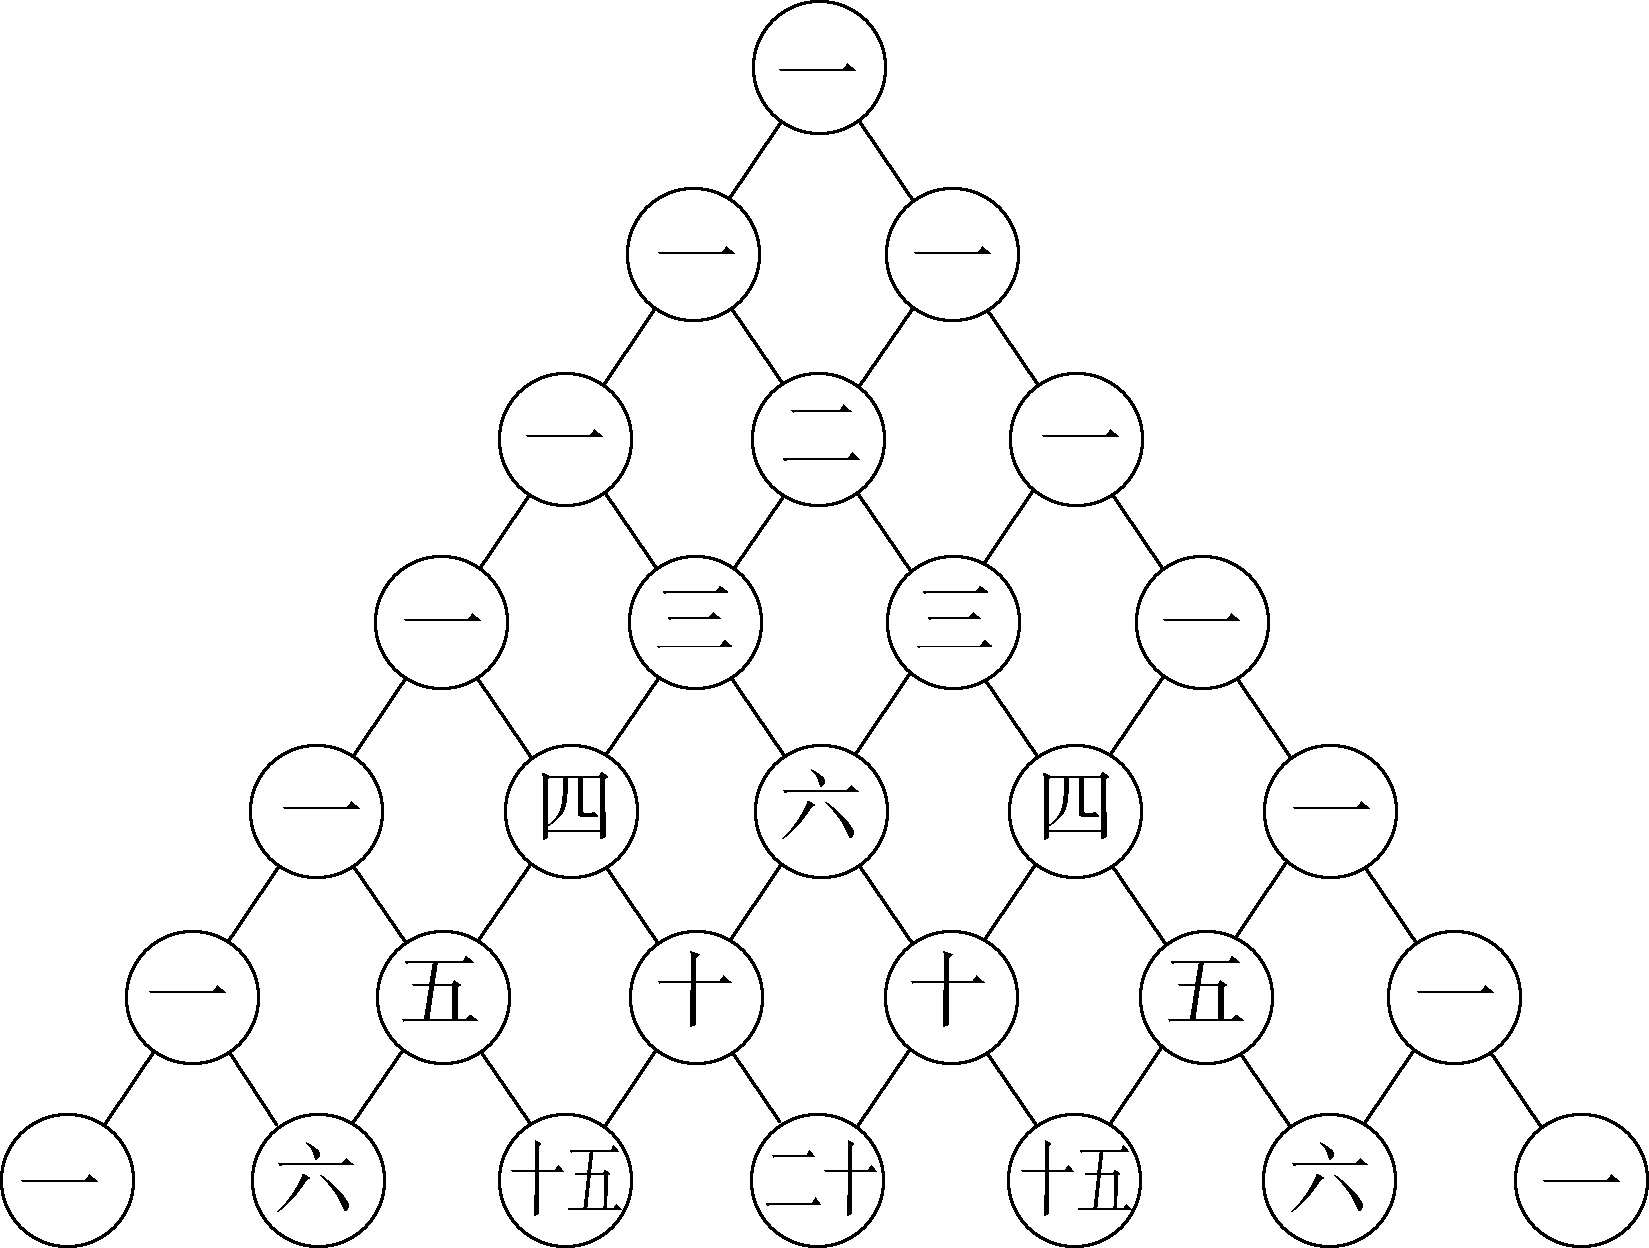 一
一 一
一 二 一
一 三 三 一
一 四 六 四 一
一 五 十 十 五 一
一 六 十五 二十 十五 六 一